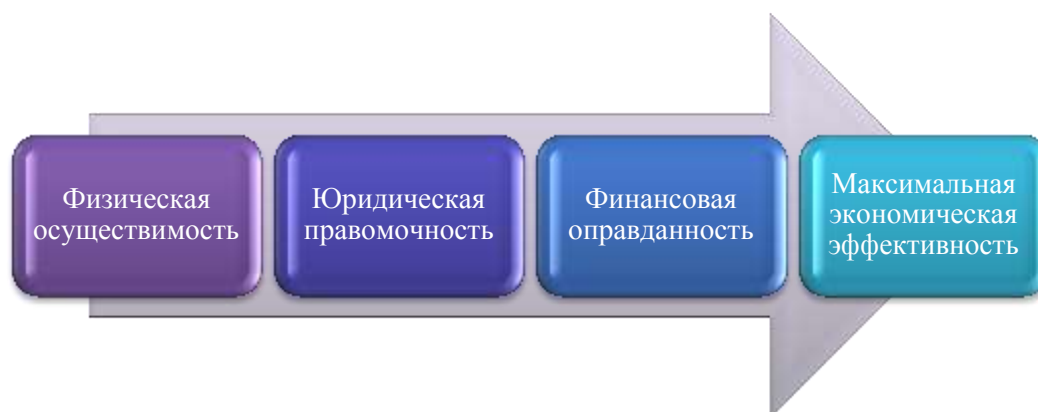 Физическая
осуществимость
Юридическая
правомочность
Финансовая
оправданность
Максимальная
экономическая
эффективность